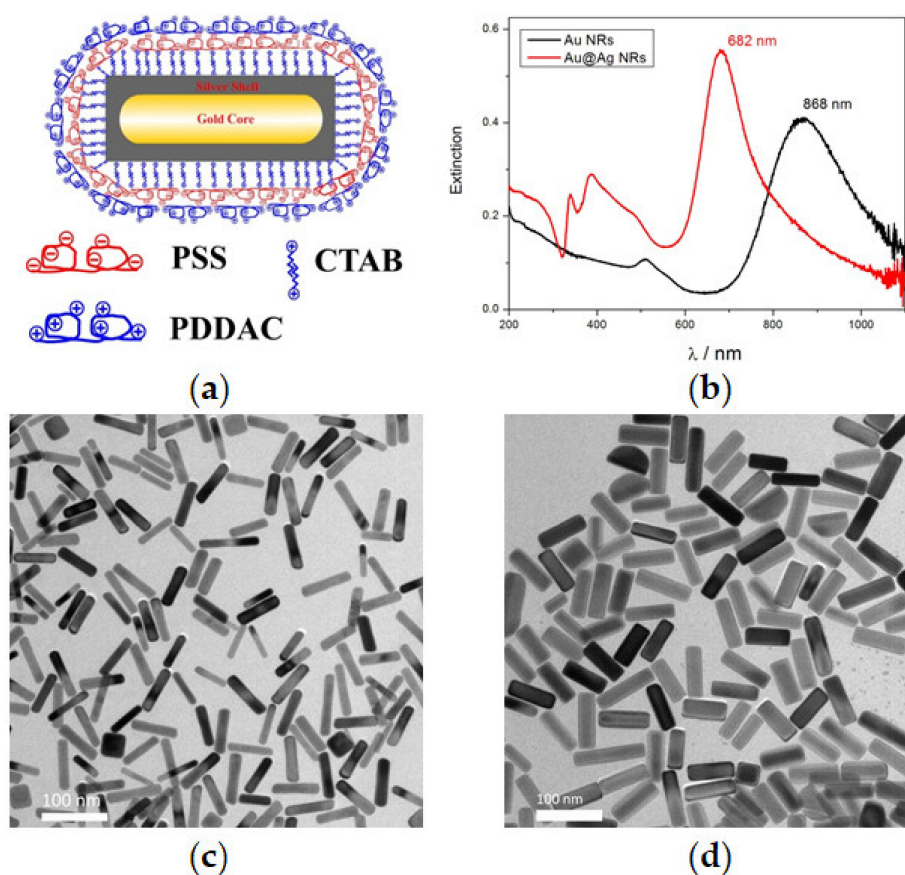 Silver Shell
Gold Core
PSS
CTAB
PDDAC
(a)
0.6
0.4
0.2
0.0
Extinction
Au NRs
Au@Ag NRs
682 nm
868 nm
200
400
600
800
1000
λ / nm
(b)
100 nm
(c)
100 nm
(d)